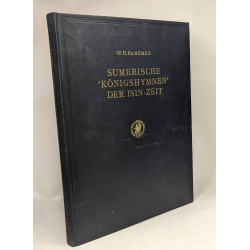 W.H.PH.RÖMER
SUMERISCHE
'KÖNIGSHYMNEN'
DER ISIN-ZEIT